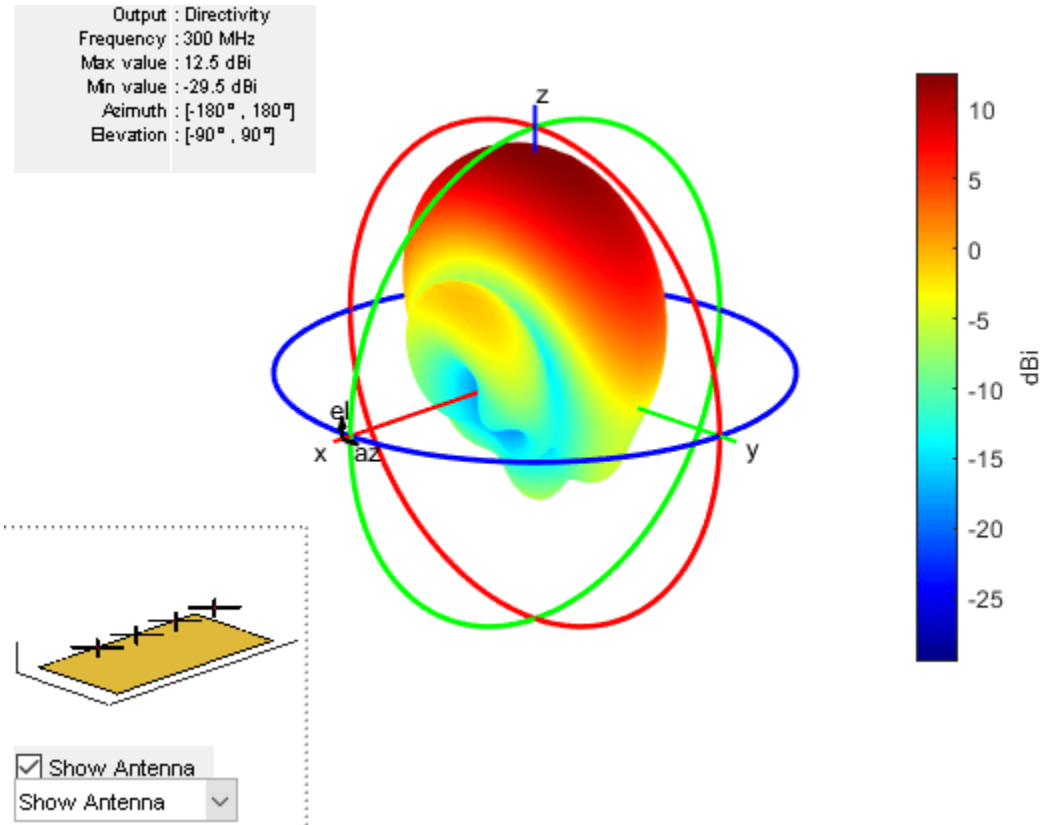 Output : Directivity
Frequency : 300 MHz
Max value : 12.5 dBi
Min value : -29.5 dBi
Azimuth : [-180° , 180°]
Elevation : [-90° , 90°]
z
el
x
az
y
10
5
0
-5
-10
-15
-20
-25
dBi
Show Antenna
Show Antenna